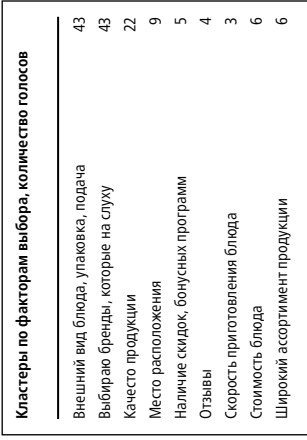 Кластеры по факторам выбора, количество голосов
Внешний вид блюда, упаковка, подача 43
Выбираю бренды, которые на слуху 43
Качесто продукции 22
Место расположения 9
Наличие скидок, бонусных программ 5
Отзывы 4
Скорость приготовления блюда 3
Стоимость блюда 6
Широкий ассортимент продукции 6